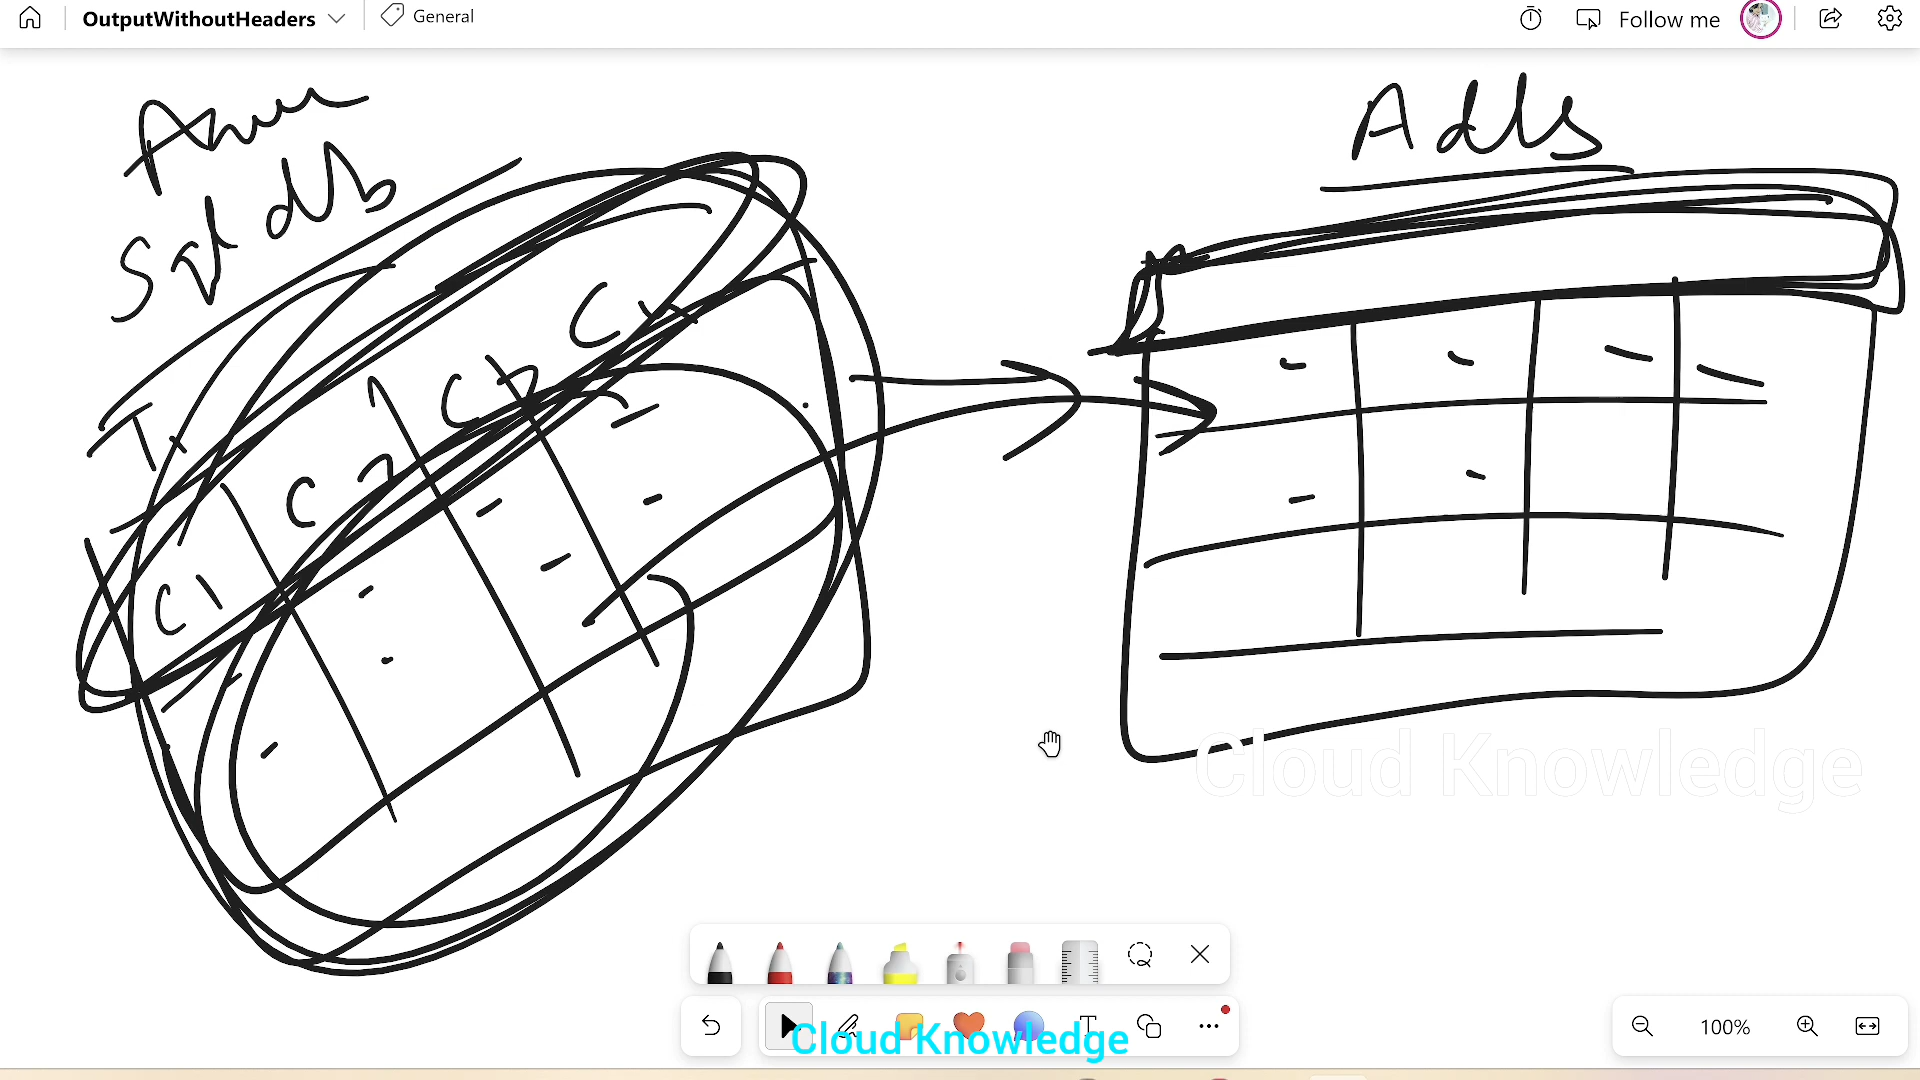 OutputWithoutHeaders
General
Follow me
Azure
Sql db
Adls
C1
C2
C3
C4
Cloud Knowledge
Cloud Knowledge
100%